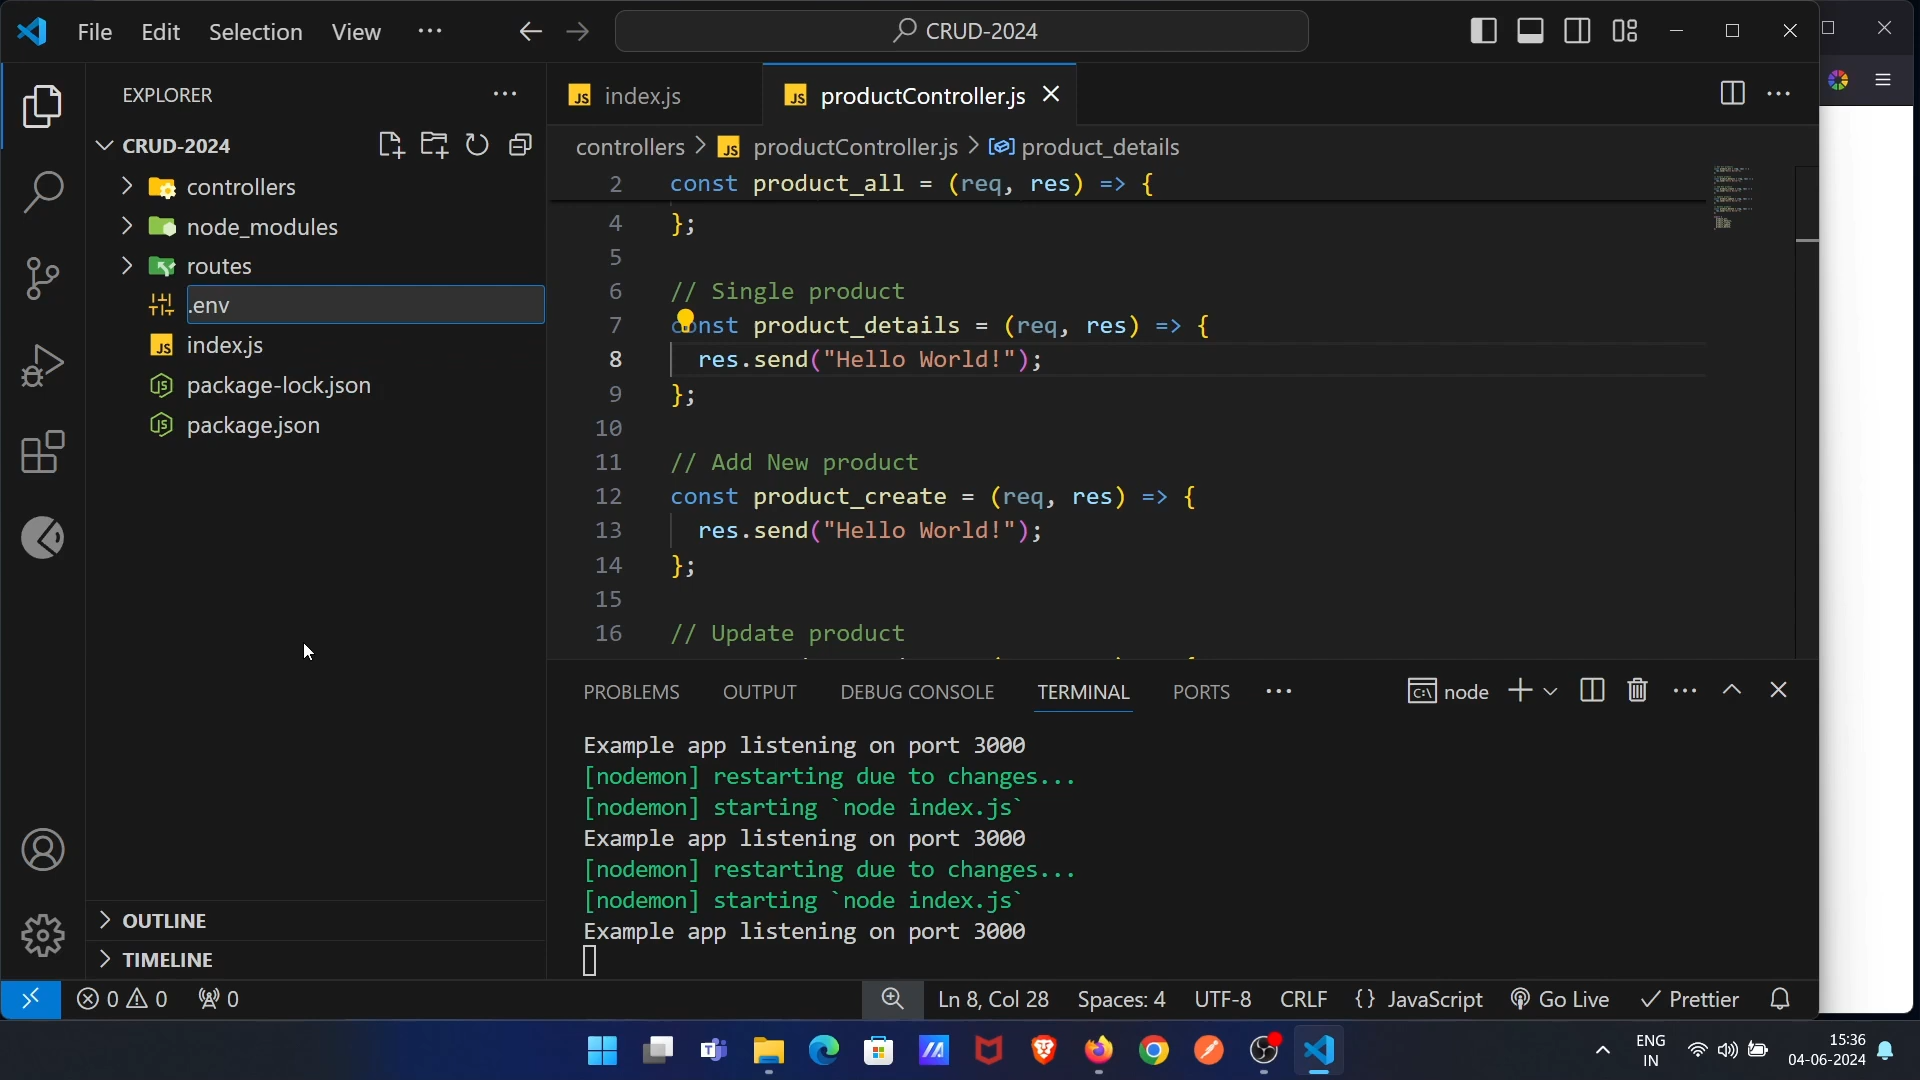 File Edit Selection View ··· CRUD-2024
EXPLORER
CRUD-2024
controllers
node_modules
routes
.env
index.js
package-lock.json
package.json
OUTLINE
TIMELINE
index.js productController.js
controllers > JS productController.js > product_details
2 const product_all = (req, res) => {
4 };
5
6 // Single product
7 const product_details = (req, res) => {
8 res.send("Hello World!");
9 };
10
11 // Add New product
12 const product_create = (req, res) => {
13 res.send("Hello World!");
14 };
15
16 // Update product
PROBLEMS OUTPUT DEBUG CONSOLE TERMINAL PORTS ··· node
Example app listening on port 3000
[nodemon] restarting due to changes...
[nodemon] starting `node index.js`
Example app listening on port 3000
[nodemon] restarting due to changes...
[nodemon] starting `node index.js`
Example app listening on port 3000
0 0 0 Ln 8, Col 28 Spaces: 4 UTF-8 CRLF {} JavaScript Go Live Prettier
ENG IN 15:36
04-06-2024